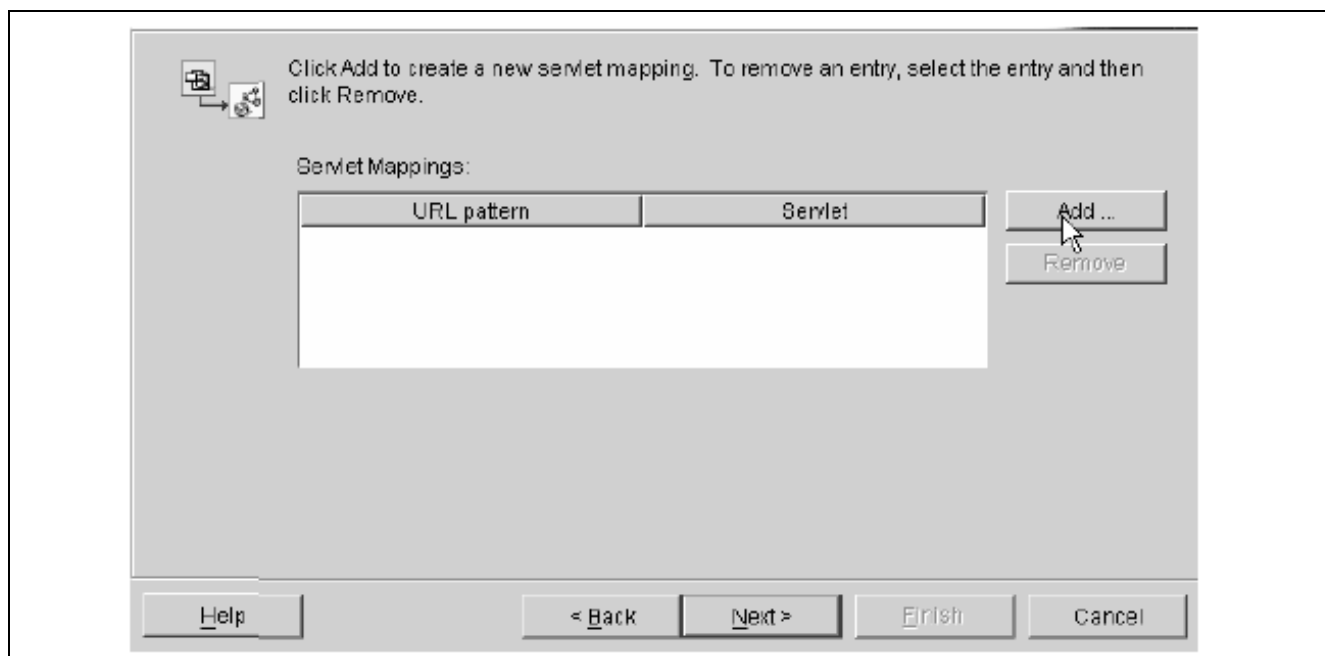 Click Add to create a new servlet mapping. To remove an entry, select the entry and then
click Remove.
Servlet Mappings:
URL pattern Servlet Add ...
Remove
Help < Back Next > Finish Cancel